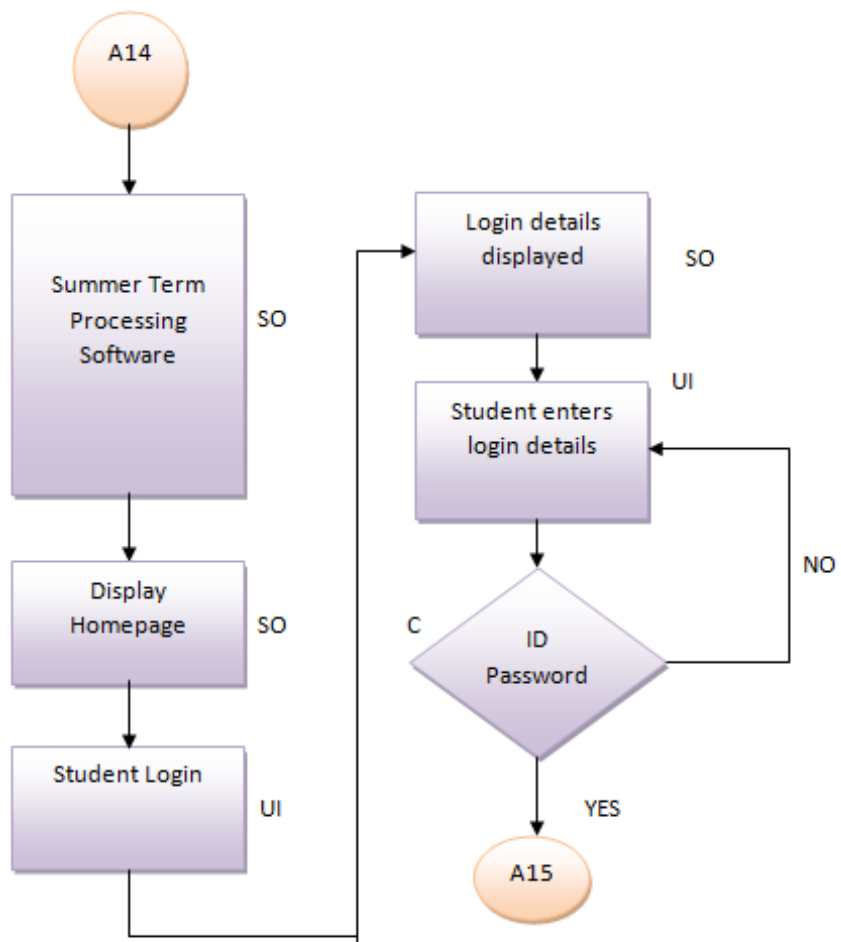 A14
Summer Term
Processing
Software
SO
Display
Homepage
SO
Student Login
UI
Login details
displayed
SO
UI
Student enters
login details
NO
C
ID
Password
YES
A15